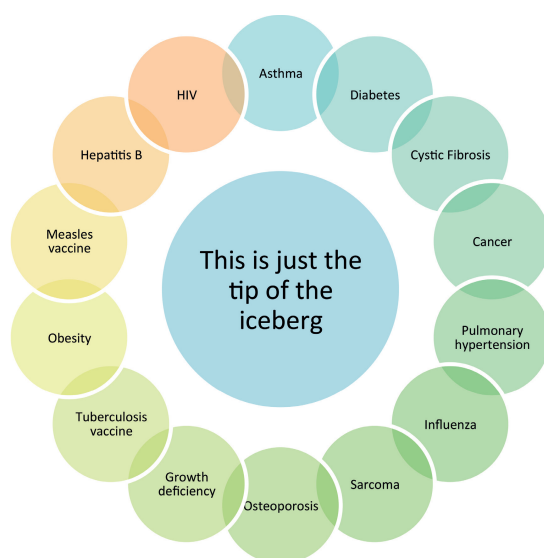 Asthma
Diabetes
Cystic Fibrosis
Cancer
Pulmonary
hypertension
Influenza
Sarcoma
Osteoporosis
Growth
deficiency
Tuberculosis
vaccine
Obesity
Measles
vaccine
Hepatitis B
HIV
This is just the
tip of the
iceberg